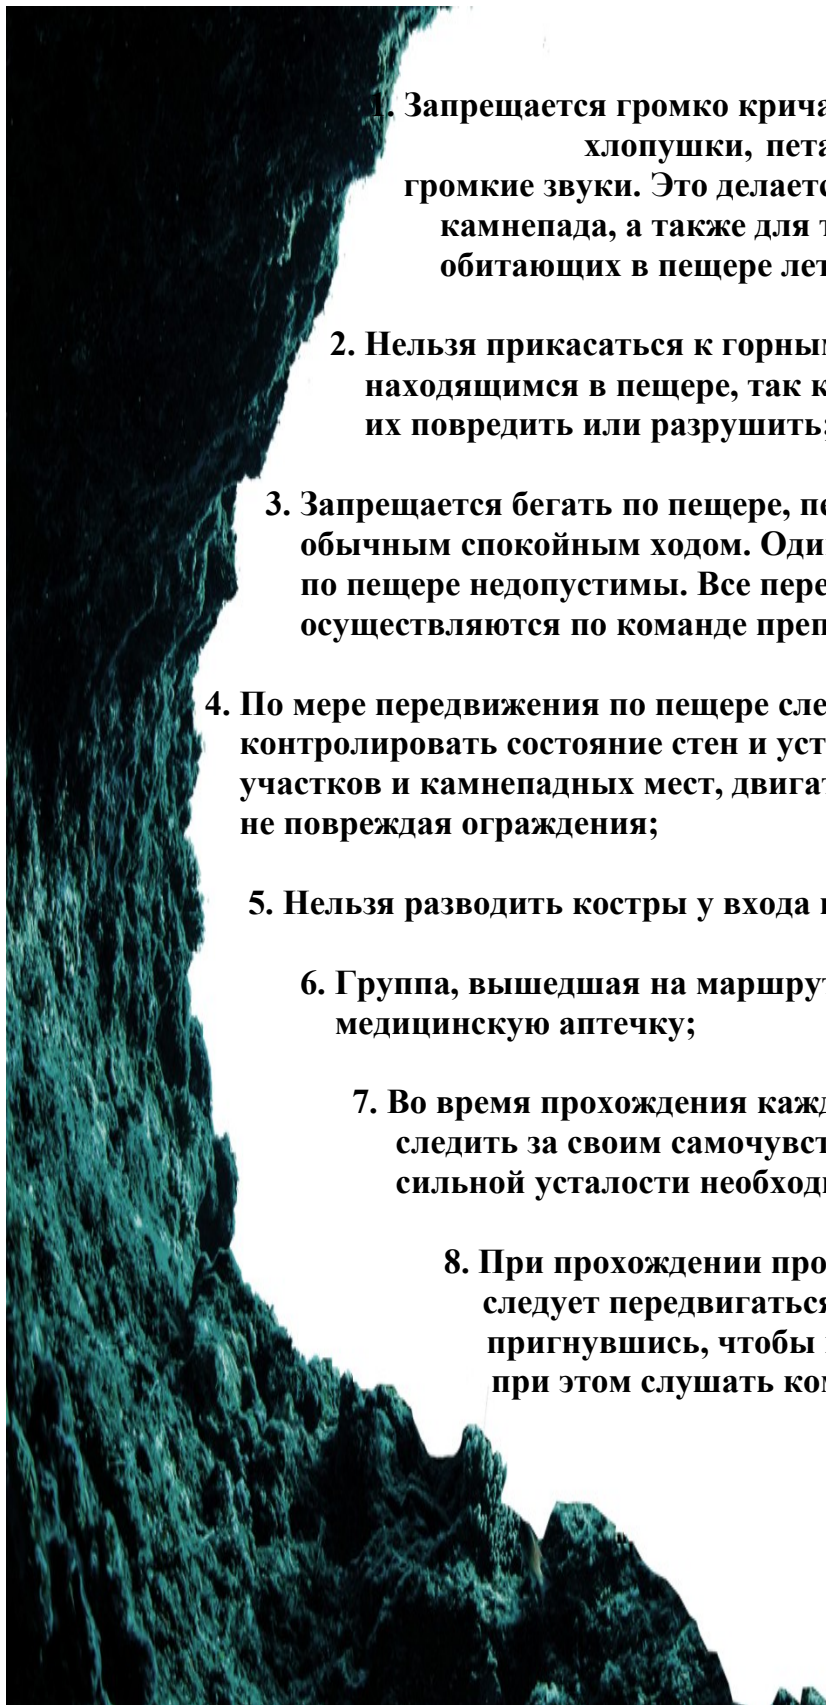 1. Запрещается громко крича
хлопушки, пета
громкие звуки. Это делаетс
камнепада, а также для т
обитающих в пещере лет
2. Нельзя прикасаться к горным
находящимся в пещере, так к
их повредить или разрушить;
3. Запрещается бегать по пещере, пе
обычным спокойным ходом. Оди
по пещере недопустимы. Все пере
осуществляются по команде преп
4. По мере передвижения по пещере сле
контролировать состояние стен и уст
участков и камнепадных мест, двигат
не повреждая ограждения;
5. Нельзя разводить костры у входа
6. Группа, вышедшая на маршрут
медицинскую аптечку;
7. Во время прохождения кажд
следить за своим самочувст
сильной усталости необход
8. При прохождении про
следует передвигаться
пригнувшись, чтобы
при этом слушать ко